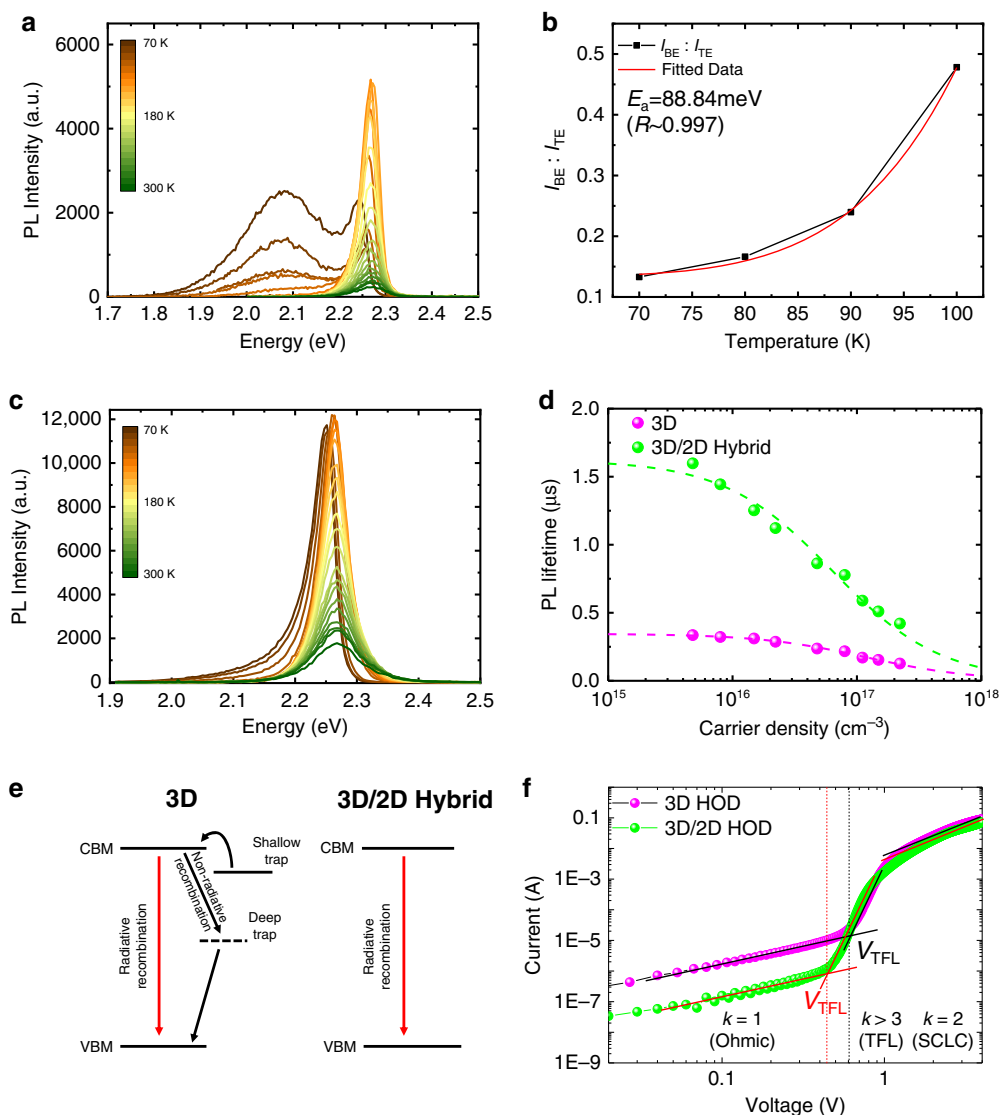 a
6000
4000
2000
0
PL Intensity (a.u.)
70 K
180 K
300 K
1.7 1.8 1.9 2.0 2.1 2.2 2.3 2.4 2.5
Energy (eV)
b
0.5
0.4
0.3
0.2
0.1
I_BE : I_TE
I_BE : I_TE
Fitted Data
E_a=88.84meV
(R~0.997)
70 75 80 85 90 95 100
Temperature (K)
c
12,000
10,000
8000
6000
4000
2000
0
PL Intensity (a.u.)
70 K
180 K
300 K
1.9 2.0 2.1 2.2 2.3 2.4 2.5
Energy (eV)
d
2.0
1.5
1.0
0.5
0.0
PL lifetime (μs)
3D
3D/2D Hybrid
10^15 10^16 10^17 10^18
Carrier density (cm^−3)
e
3D
3D/2D Hybrid
CBM
Shallow
trap
Non-radiative
recombination
Deep
trap
Radiative
recombination
VBM
CBM
Radiative
recombination
VBM
f
0.1
1E−3
1E−5
1E−7
1E−9
Current (A)
3D HOD
3D/2D HOD
V_TFL
V_TFL
k = 1
(Ohmic)
k > 3
(TFL)
k = 2
(SCLC)
0.1 1
Voltage (V)